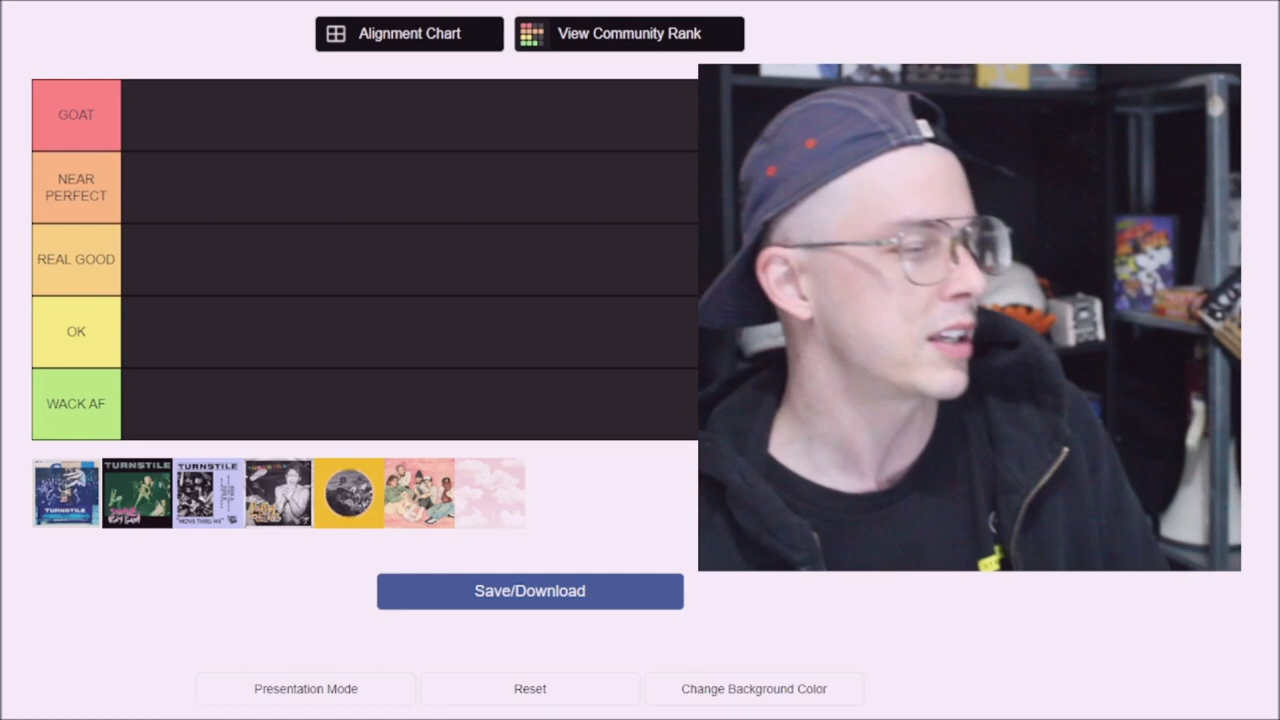 Alignment Chart
View Community Rank
GOAT
NEAR
PERFECT
REAL GOOD
OK
WACK AF
TURNSTILE
TURNSTILE
TURNSTILE
"MOVE THRU ME"
Save/Download
Presentation Mode
Reset
Change Background Color